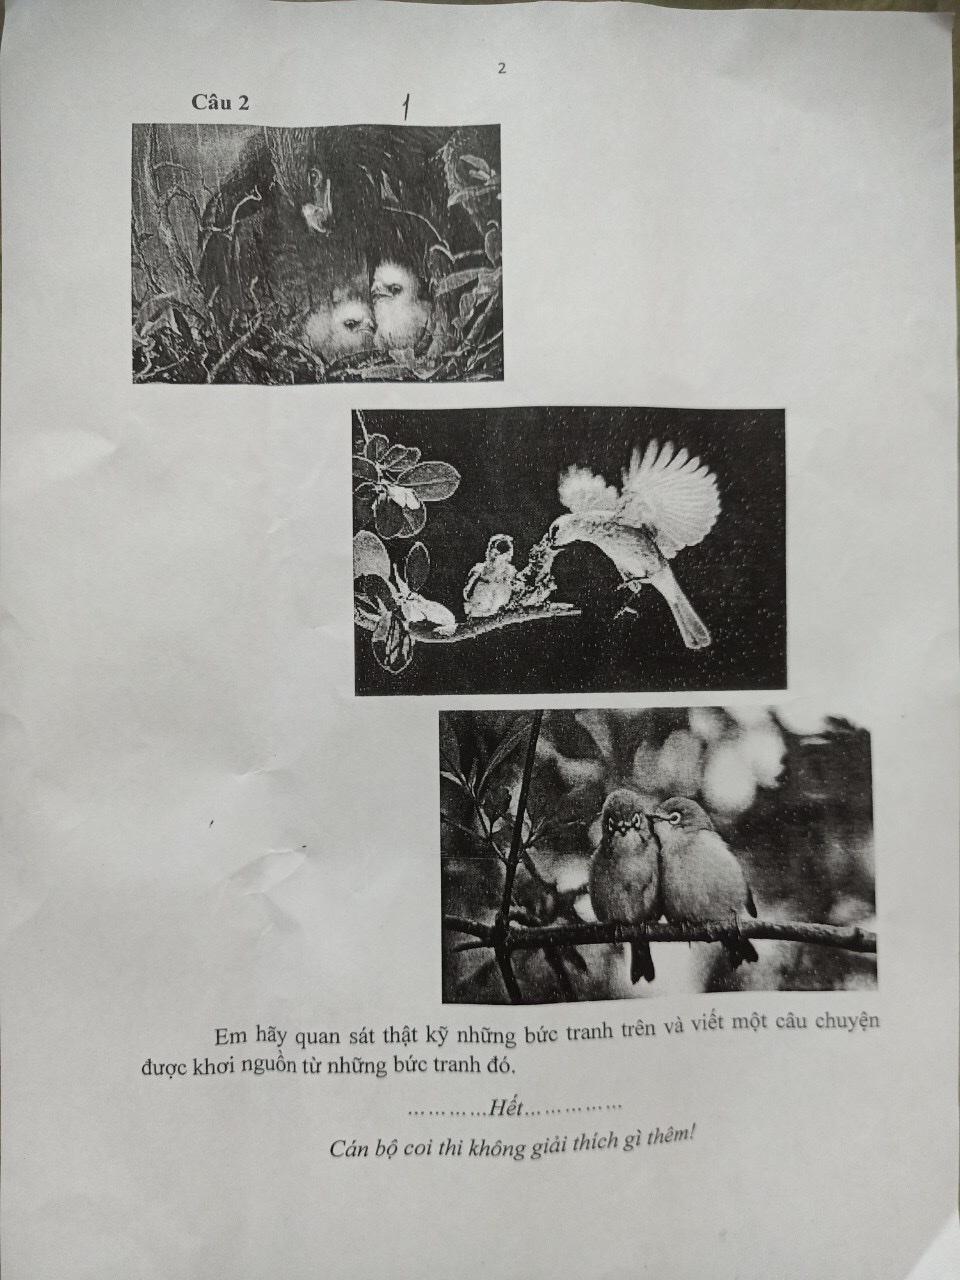 2
Câu 2
1
Em hãy quan sát thật kỹ những bức tranh trên và viết một câu chuyện
được khơi nguồn từ những bức tranh đó.
…………Hết……………
Cán bộ coi thi không giải thích gì thêm!